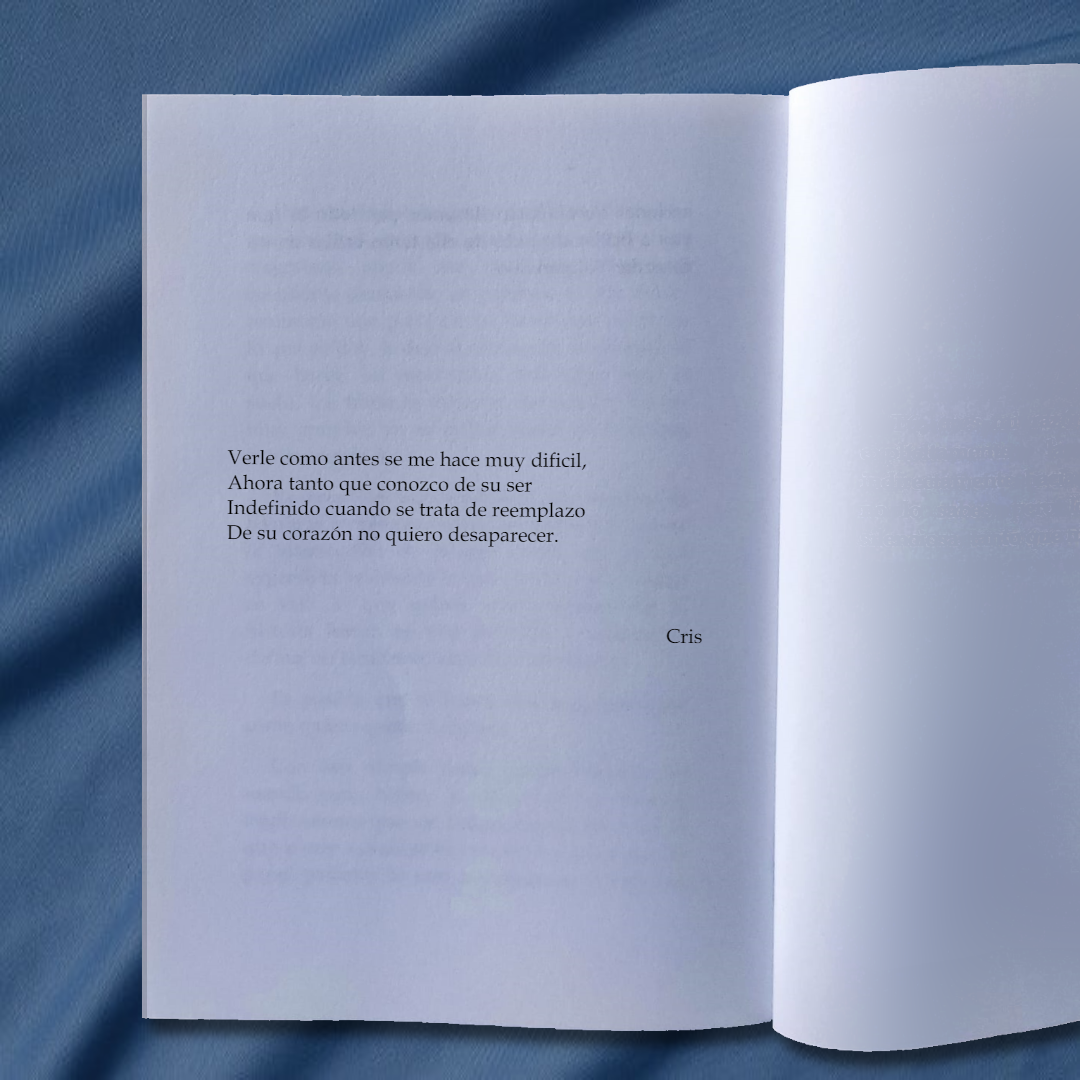 Verle como antes se me hace muy dificil,
Ahora tanto que conozco de su ser
Indefinido cuando se trata de reemplazo
De su corazón no quiero desaparecer.
Cris